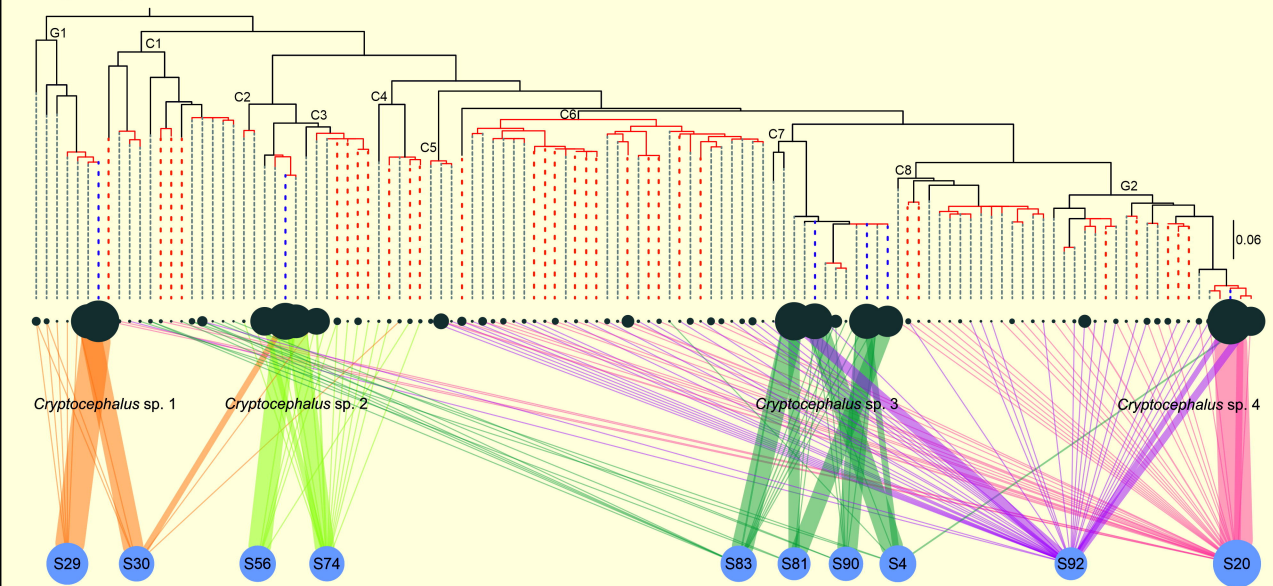 G1
C1
C2
C3
C4
C5
C6
C7
C8
G2
0.06
Cryptocephalus sp. 1
Cryptocephalus sp. 2
Cryptocephalus sp. 3
Cryptocephalus sp. 4
S29
S30
S56
S74
S83
S81
S90
S4
S92
S20